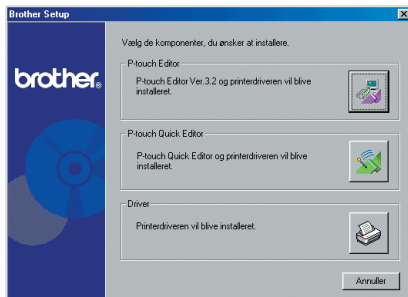 Brother Setup
Vælg de komponenter, du ønsker at installere.
brother®
P-touch Editor
P-touch Editor Ver.3.2 og printerdriveren vil blive
installeret.
P-touch Quick Editor
P-touch Quick Editor og printerdriveren vil blive
installeret.
Driver
Printerdriveren vil blive installeret.
Annuller